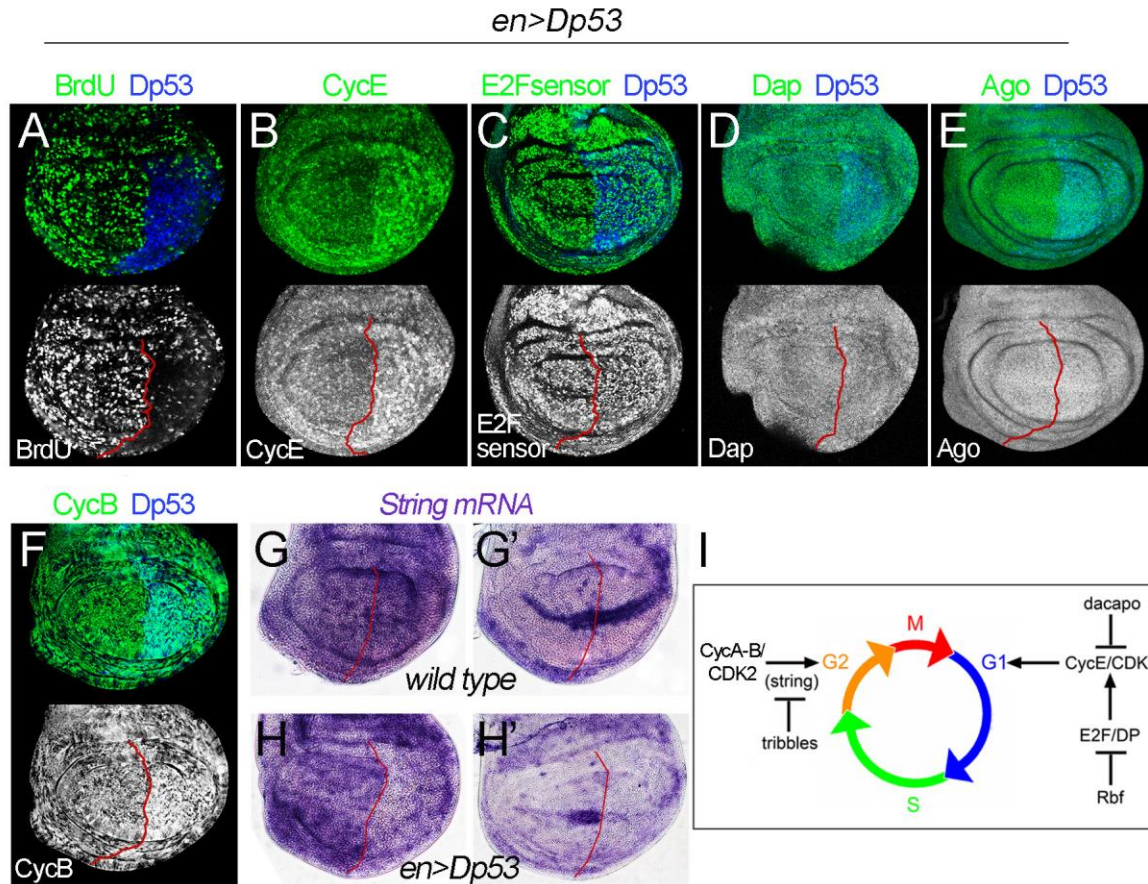 en>Dp53
BrdU Dp53
CycE
E2Fsensor Dp53
Dap Dp53
Ago Dp53
A
B
C
D
E
BrdU
CycE
E2F
sensor
Dap
Ago
CycB Dp53
String mRNA
F
G
G'
wild type
H
H'
en>Dp53
CycB
I
M
G1
S
G2
CycA-B/
CDK2
(string)
tribbles
dacapo
CycE/CDK
E2F/DP
Rbf